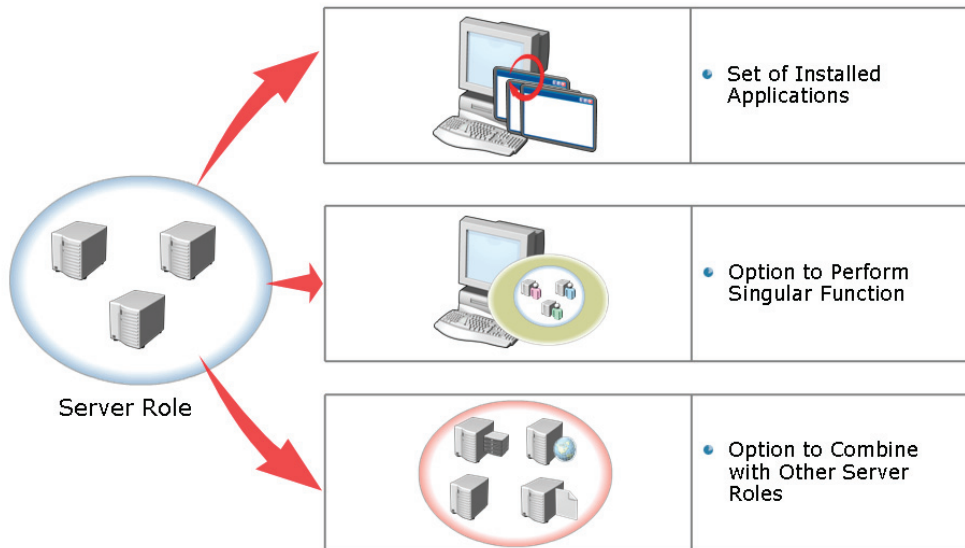 Set of Installed
Applications
Option to Perform
Singular Function
Server Role
Option to Combine
with Other Server
Roles